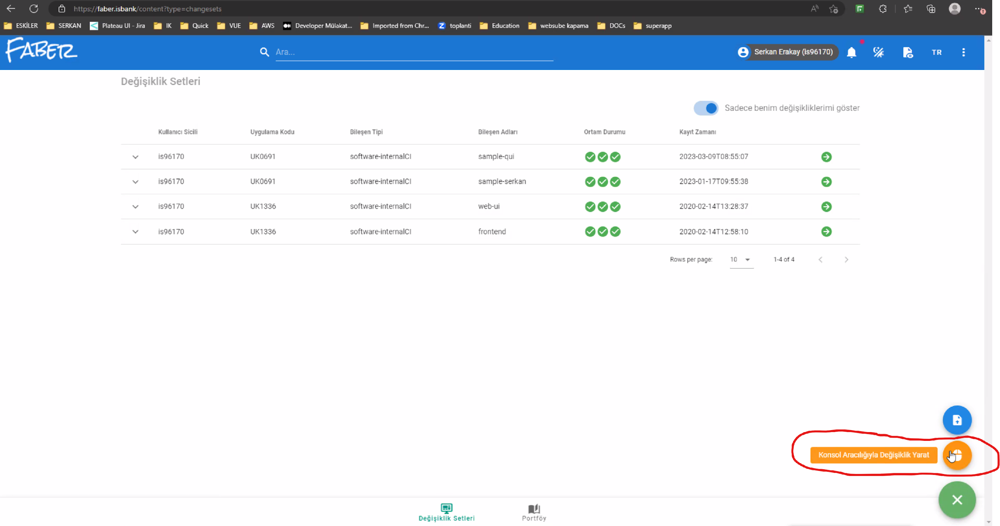 https://faber.isbank/content?type=changesets
ESKİLER SERKAN Plateau UI - Jira IK Quick VUE AWS Developer Mülakat... Imported from Chr... toplanti Education websube kapama DOCs superapp
FABER Ara... Serkan Erakay (is96170) TR
Değişiklik Setleri
Sadece benim değişikliklerimi göster
Kullanıcı Sicili Uygulama Kodu Bileşen Tipi Bileşen Adları Ortam Durumu Kayıt Zamanı
is96170 UK0691 software-internalCI sample-qui 2023-03-09T08:55:07
is96170 UK0691 software-internalCI sample-serkan 2023-01-17T09:55:38
is96170 UK1336 software-internalCI web-ui 2020-02-14T13:28:37
is96170 UK1336 software-internalCI frontend 2020-02-14T12:58:10
Rows per page: 10 1-4 of 4
Konsol Aracılığıyla Değişiklik Yarat
Değişiklik Setleri Portföy